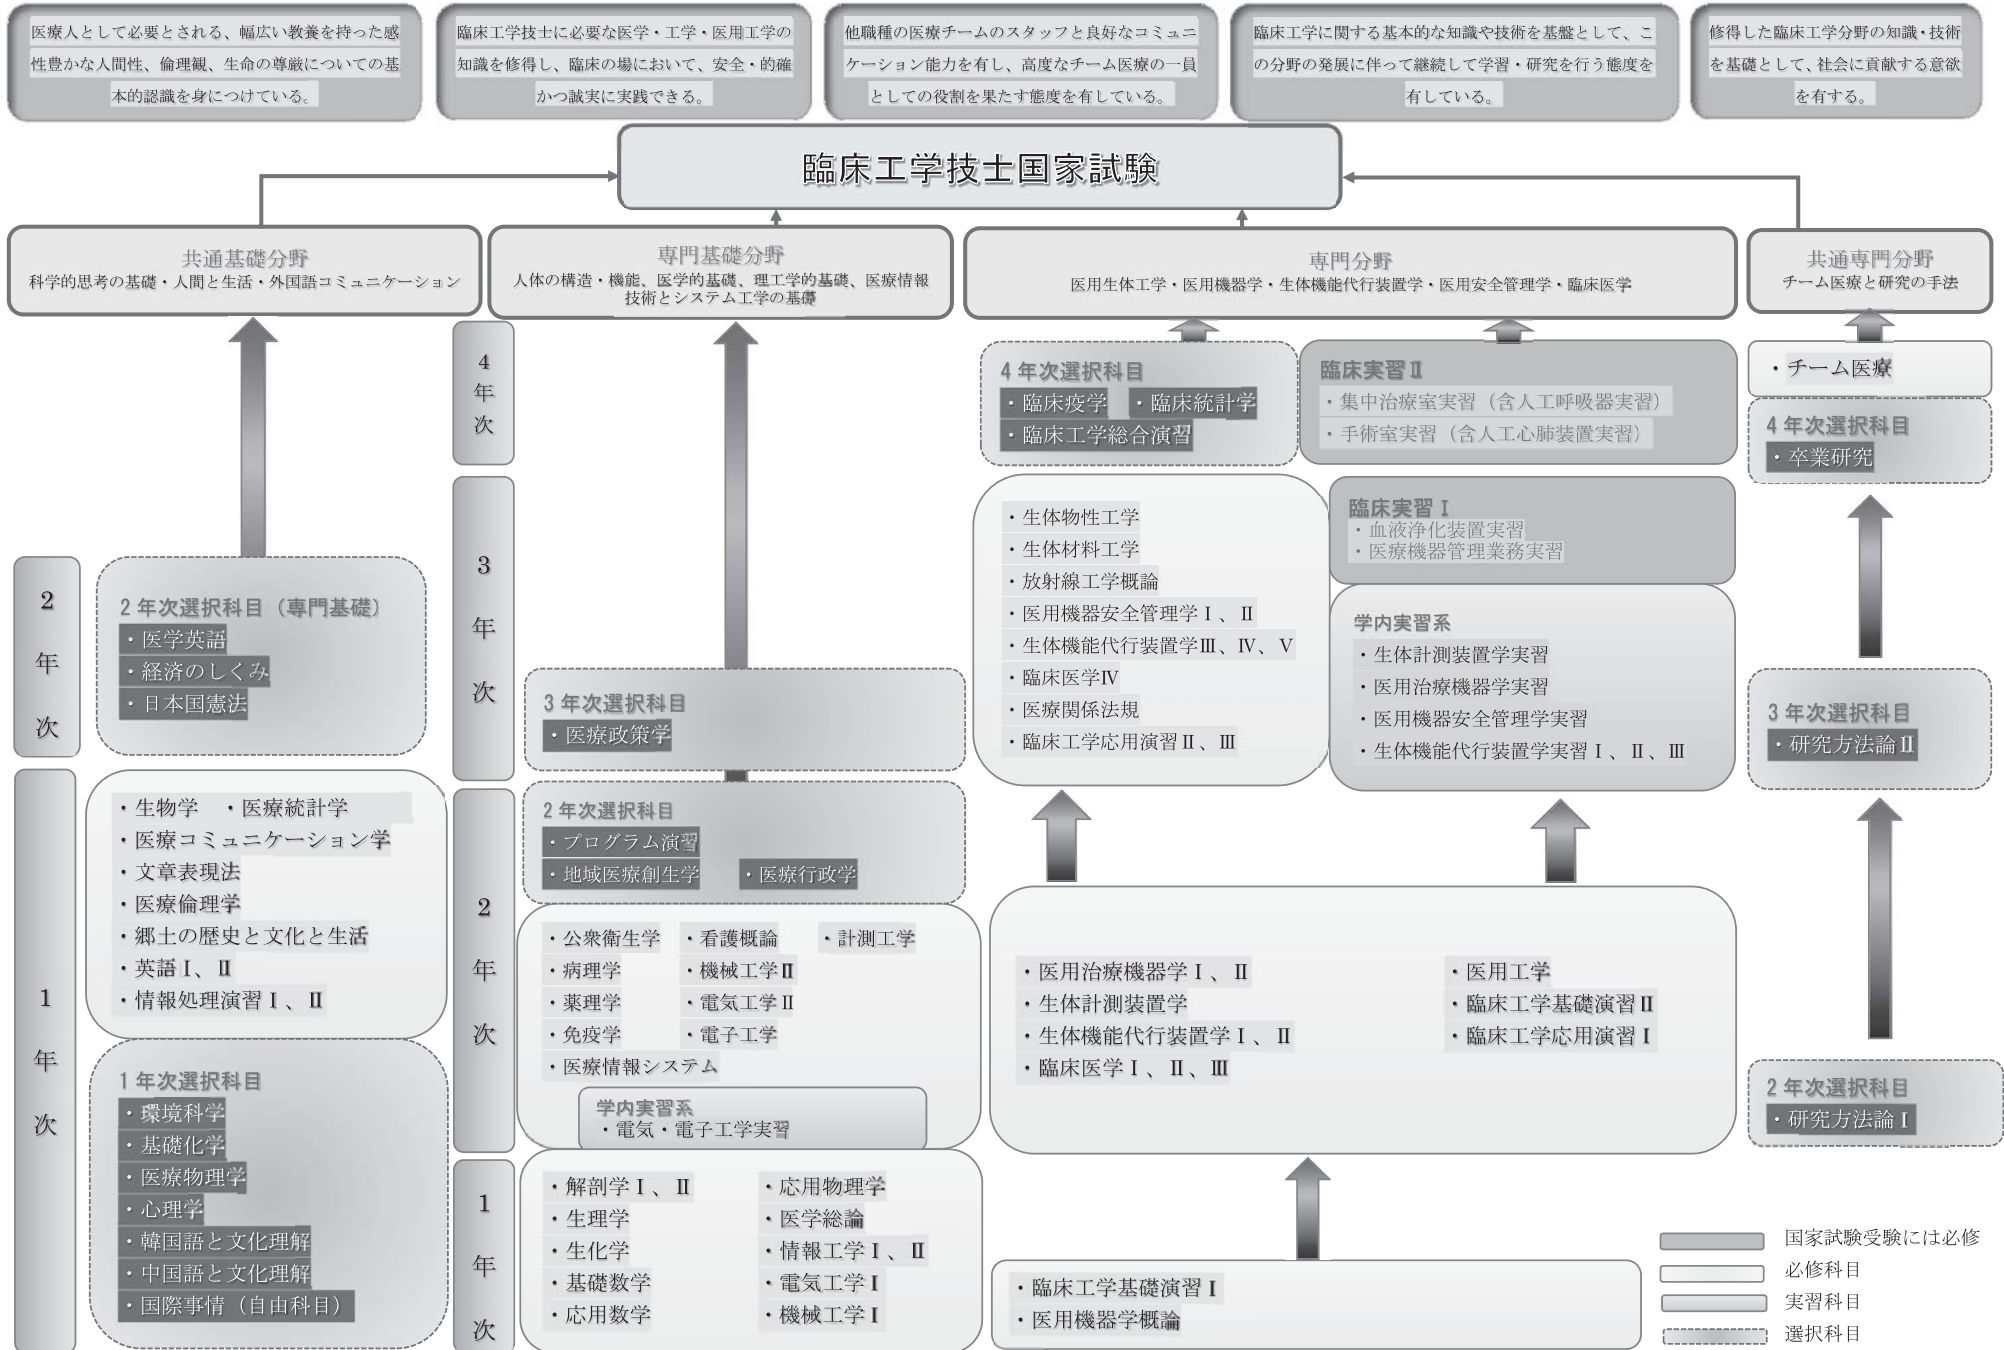 医療人として必要とされる、幅広い教養を持った感
性豊かな人間性、倫理観、生命の尊厳についての基
本的認識を身につけている。
臨床工学技士に必要な医学・工学・医用工学の
知識を修得し、臨床の場において、安全・的確
かつ誠実に実践できる。
他職種の医療チームのスタッフと良好なコミュニ
ケーション能力を有し、高度なチーム医療の一員
としての役割を果たす態度を有している。
臨床工学に関する基本的な知識や技術を基盤として、こ
の分野の発展に伴って継続して学習・研究を行う態度を
有している。
修得した臨床工学分野の知識・技術
を基礎として、社会に貢献する意欲
を有する。
臨床工学技士国家試験
共通基礎分野
科学的思考の基礎・人間と生活・外国語コミュニケーション
専門基礎分野
人体の構造・機能、医学的基礎、理工学的基礎、医療情報
技術とシステム工学の基礎
専門分野
医用生体工学・医用機器学・生体機能代行装置学・医用安全管理学・臨床医学
共通専門分野
チーム医療と研究の手法
2年次
2年次選択科目（専門基礎）
・医学英語
・経済のしくみ
・日本国憲法
1年次
・生物学 ・医療統計学
・医療コミュニケーション学
・文章表現法
・医療倫理学
・郷土の歴史と文化と生活
・英語Ⅰ、Ⅱ
・情報処理演習Ⅰ、Ⅱ
1年次選択科目
・環境科学
・基礎化学
・医療物理学
・心理学
・韓国語と文化理解
・中国語と文化理解
・国際事情（自由科目）
4年次
3年次
2年次
1年次
3年次選択科目
・医療政策学
2年次選択科目
・プログラム演習
・地域医療創生学 ・医療行政学
・公衆衛生学 ・看護概論 ・計測工学
・病理学 ・機械工学Ⅱ
・薬理学 ・電気工学Ⅱ
・免疫学 ・電子工学
・医療情報システム
学内実習系
・電気・電子工学実習
・解剖学Ⅰ、Ⅱ ・応用物理学
・生理学 ・医学総論
・生化学 ・情報工学Ⅰ、Ⅱ
・基礎数学 ・電気工学Ⅰ
・応用数学 ・機械工学Ⅰ
4年次選択科目
・臨床疫学 ・臨床統計学
・臨床工学総合演習
臨床実習Ⅱ
・集中治療室実習（含人工呼吸器実習）
・手術室実習（含人工心肺装置実習）
・生体物性工学
・生体材料工学
・放射線工学概論
・医用機器安全管理学Ⅰ、Ⅱ
・生体機能代行装置学Ⅲ、Ⅳ、Ⅴ
・臨床医学Ⅳ
・医療関係法規
・臨床工学応用演習Ⅱ、Ⅲ
臨床実習Ⅰ
・血液浄化装置実習
・医療機器管理業務実習
学内実習系
・生体計測装置学実習
・医用治療機器学実習
・医用機器安全管理学実習
・生体機能代行装置学実習Ⅰ、Ⅱ、Ⅲ
・医用治療機器学Ⅰ、Ⅱ ・医用工学
・生体計測装置学 ・臨床工学基礎演習Ⅱ
・生体機能代行装置学Ⅰ、Ⅱ ・臨床工学応用演習Ⅰ
・臨床医学Ⅰ、Ⅱ、Ⅲ
・臨床工学基礎演習Ⅰ
・医用機器学概論
・チーム医療
4年次選択科目
・卒業研究
3年次選択科目
・研究方法論Ⅱ
2年次選択科目
・研究方法論Ⅰ
国家試験受験には必修
必修科目
実習科目
選択科目